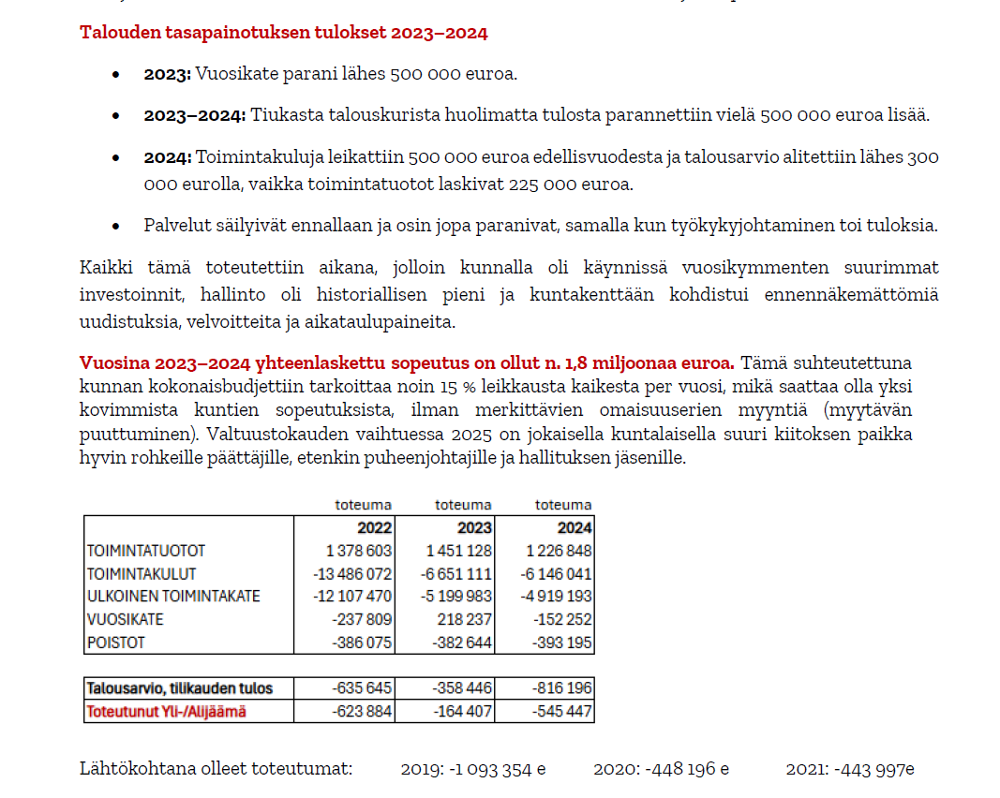 Talouden tasapainotuksen tulokset 2023–2024
• 2023: Vuosikate parani lähes 500 000 euroa.
• 2023–2024: Tiukasta talouskurista huolimatta tulosta parannettiin vielä 500 000 euroa lisää.
• 2024: Toimintakuluja leikattiin 500 000 euroa edellisvuodesta ja talousarvio alitettiin lähes 300
000 eurolla, vaikka toimintatuotot laskivat 225 000 euroa.
• Palvelut säilyivät ennallaan ja osin jopa paranivat, samalla kun työkykyjohtaminen toi tuloksia.
Kaikki tämä toteutettiin aikana, jolloin kunnalla oli käynnissä vuosikymmenten suurimmat
investoinnit, hallinto oli historiallisen pieni ja kuntakenttään kohdistui ennennäkemättömiä
uudistuksia, velvoitteita ja aikataulupaineita.
Vuosina 2023–2024 yhteenlaskettu sopeutus on ollut n. 1,8 miljoonaa euroa. Tämä suhteutettuna
kunnan kokonaisbudjettiin tarkoittaa noin 15 % leikkausta kaikesta per vuosi, mikä saattaa olla yksi
kovimmista kuntien sopeutuksista, ilman merkittävien omaisuuserien myyntiä (myytävän
puuttuminen). Valtuustokauden vaihtuessa 2025 on jokaisella kuntalaisella suuri kiitoksen paikka
hyvin rohkeille päättäjille, etenkin puheenjohtajille ja hallituksen jäsenille.
toteuma toteuma toteuma
2022 2023 2024
TOIMINTATUOTOT 1 378 603 1 451 128 1 226 848
TOIMINTAKULUT -13 486 072 -6 651 111 -6 146 041
ULKOINEN TOIMINTAKATE -12 107 470 -5 199 983 -4 919 193
VUOSIKATE -237 809 218 237 -152 252
POISTOT -386 075 -382 644 -393 195
Talousarvio, tilikauden tulos -635 645 -358 446 -816 196
Toteutunut Yli-/Alijäämä -623 884 -164 407 -545 447
Lähtökohtana olleet toteutumat: 2019: -1 093 354 e 2020: -448 196 e 2021: -443 997e